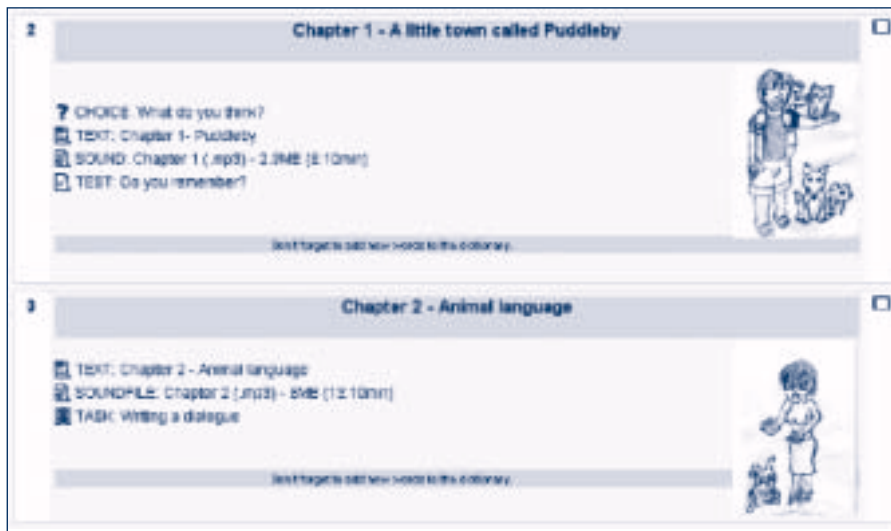 2
Chapter 1 - A little town called Puddleby
CHOICE: What do you think?
TEXT: Chapter 1- Puddleby
SOUND: Chapter 1 (.mp3) - 2.9MB (6:10min)
TEST: Do you remember?
Don't forget to add new words to the dictionary.
3
Chapter 2 - Animal language
TEXT: Chapter 2 - Animal language
SOUNDFILE: Chapter 2 (.mp3) - 6MB (13:10min)
TASK: Writing a dialogue
Don't forget to add new words to the dictionary.